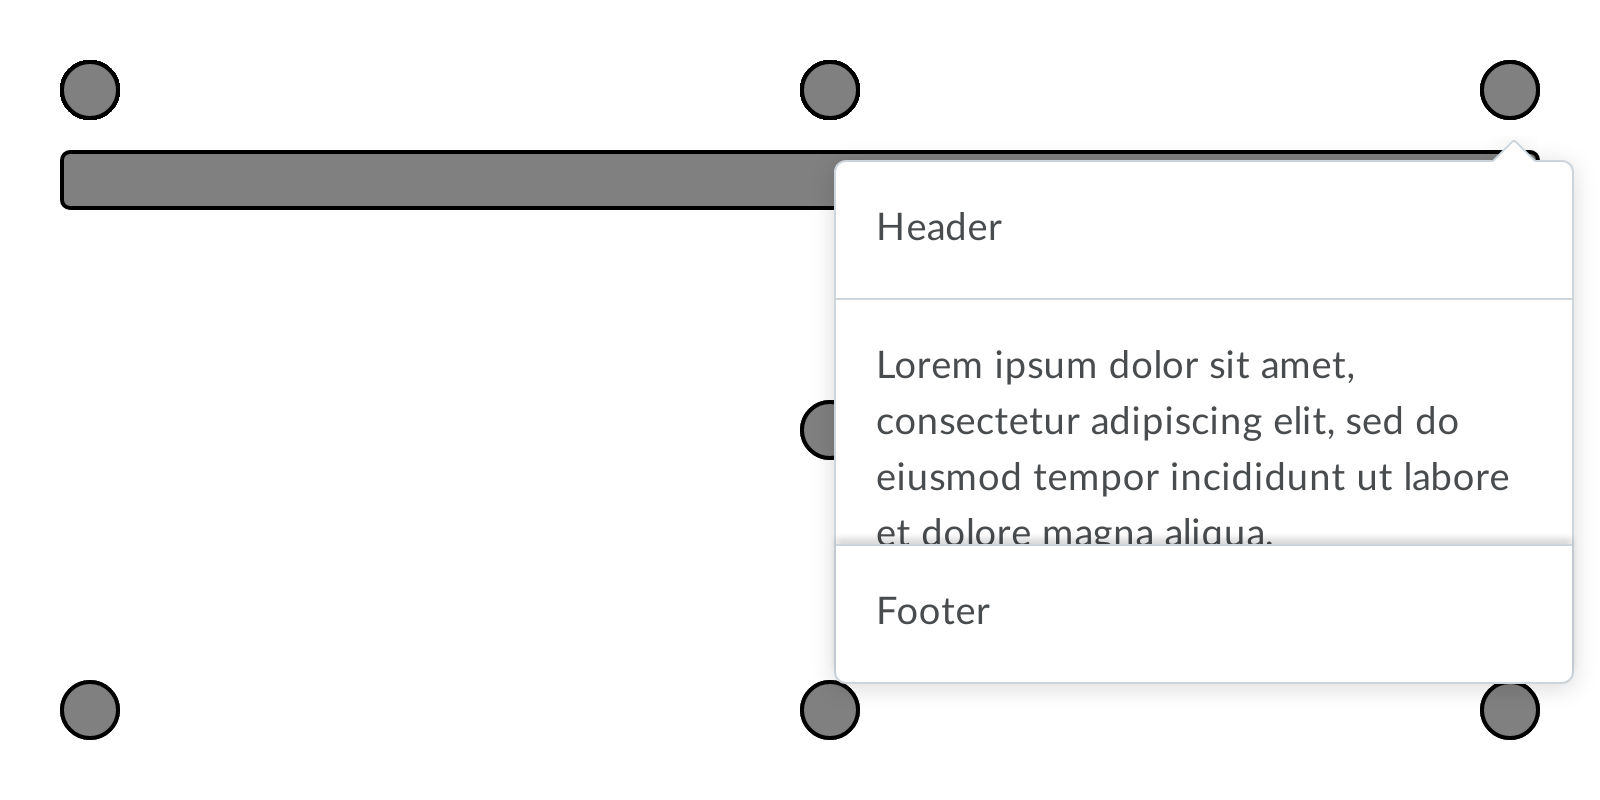 Header
Lorem ipsum dolor sit amet,
consectetur adipiscing elit, sed do
eiusmod tempor incididunt ut labore
et dolore magna aliqua.
Footer